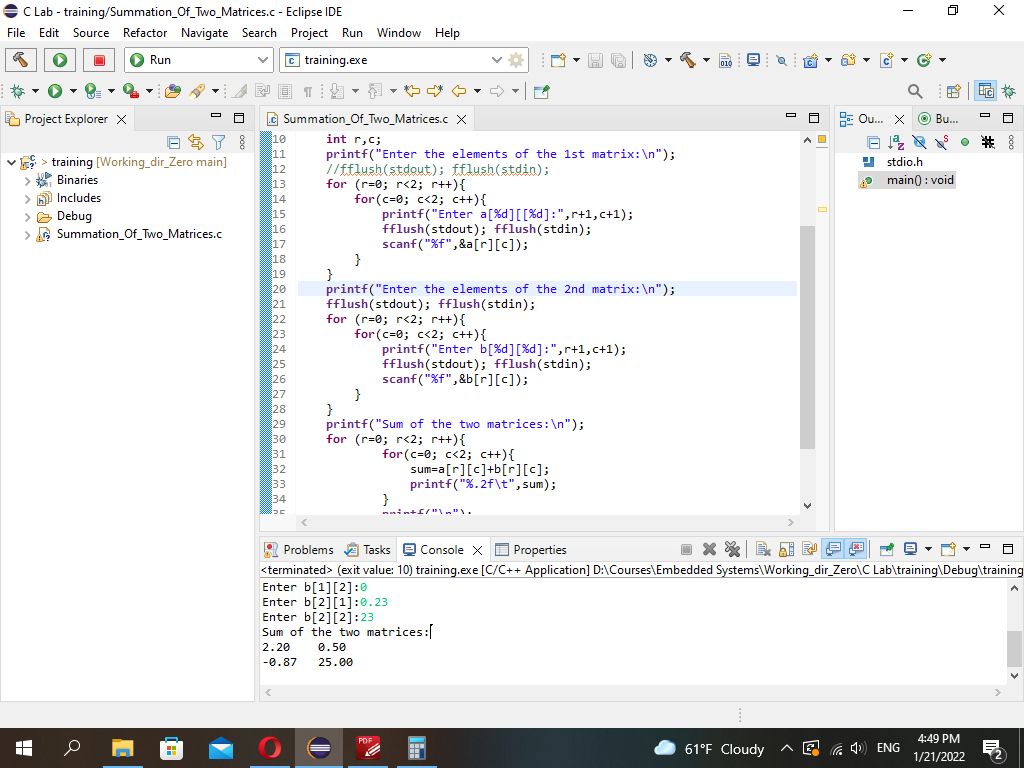 C Lab - training/Summation_Of_Two_Matrices.c - Eclipse IDE
File Edit Source Refactor Navigate Search Project Run Window Help
Run
training.exe
Project Explorer
> training [Working_dir_Zero main]
Binaries
Includes
Debug
Summation_Of_Two_Matrices.c
Summation_Of_Two_Matrices.c
10 int r,c;
11 printf("Enter the elements of the 1st matrix:\n");
12 //fflush(stdout); fflush(stdin);
13 for (r=0; r<2; r++){
14 for(c=0; c<2; c++){
15 printf("Enter a[%d][[%d]:",r+1,c+1);
16 fflush(stdout); fflush(stdin);
17 scanf("%f",&a[r][c]);
18 }
19 }
20 printf("Enter the elements of the 2nd matrix:\n");
21 fflush(stdout); fflush(stdin);
22 for (r=0; r<2; r++){
23 for(c=0; c<2; c++){
24 printf("Enter b[%d][%d]:",r+1,c+1);
25 fflush(stdout); fflush(stdin);
26 scanf("%f",&b[r][c]);
27 }
28 }
29 printf("Sum of the two matrices:\n");
30 for (r=0; r<2; r++){
31 for(c=0; c<2; c++){
32 sum=a[r][c]+b[r][c];
33 printf("%.2f\t",sum);
34 }
35 printf("\n");
Ou...
Bu...
stdio.h
main() : void
Problems Tasks Console Properties
<terminated> (exit value: 10) training.exe [C/C++ Application] D:\Courses\Embedded Systems\Working_dir_Zero\C Lab\training\Debug\training
Enter b[1][2]:0
Enter b[2][1]:0.23
Enter b[2][2]:23
Sum of the two matrices:
2.20 0.50
-0.87 25.00
PDF
61°F Cloudy
ENG
4:49 PM
1/21/2022
2